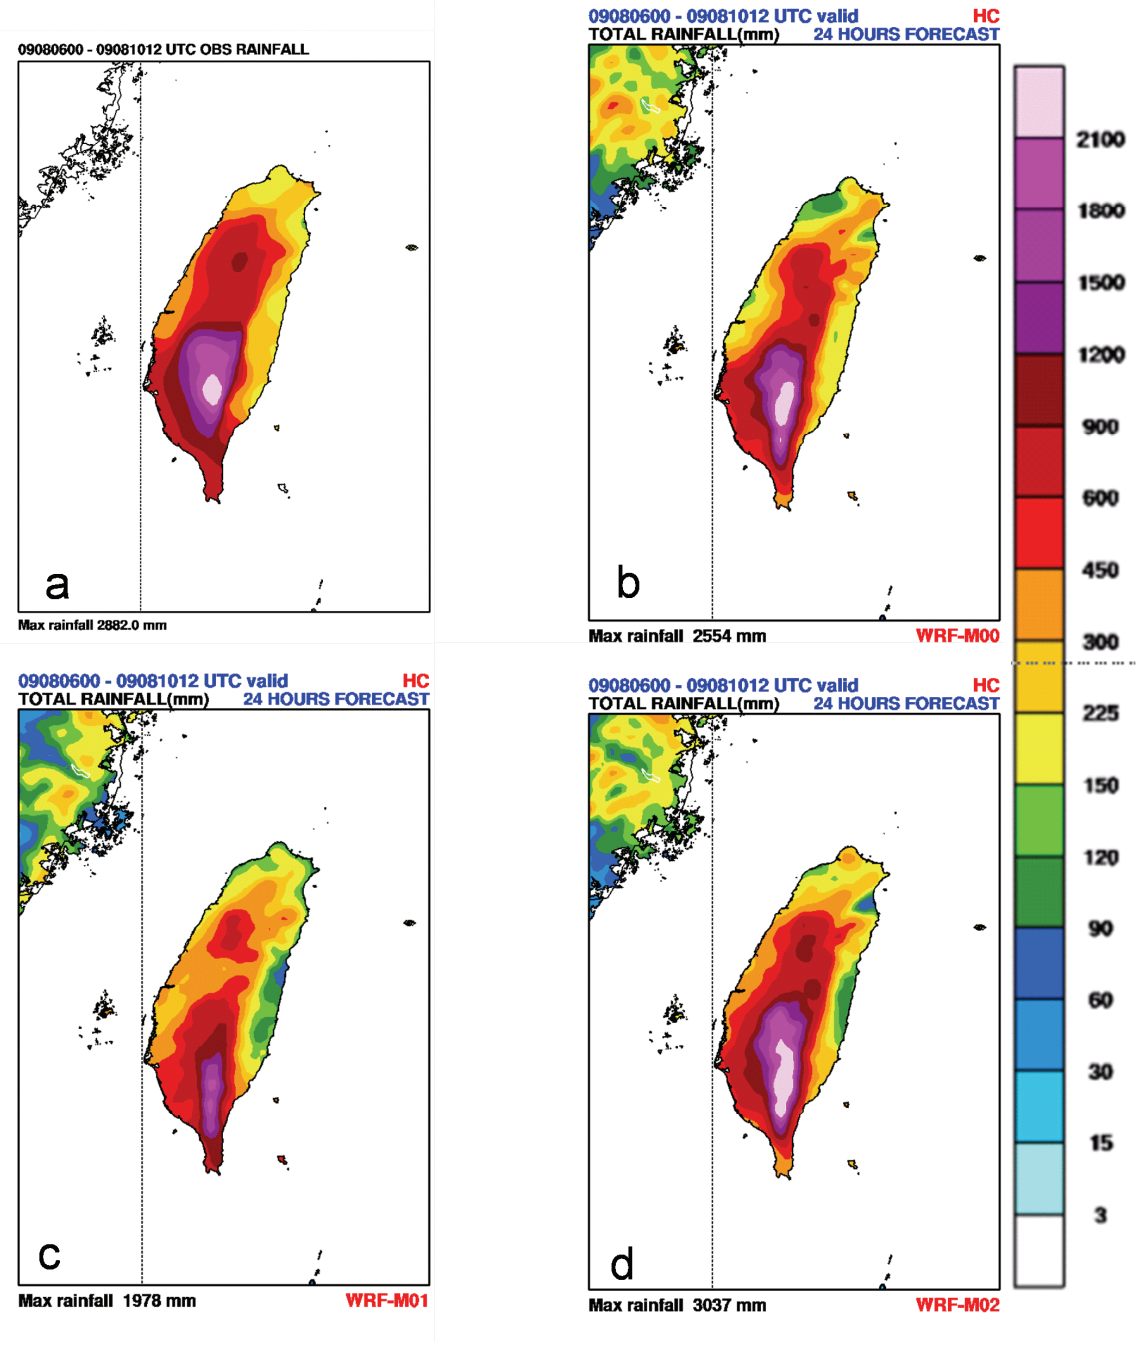 09080600 - 09081012 UTC OBS RAINFALL
a
Max rainfall 2882.0 mm
09080600 - 09081012 UTC valid HC
TOTAL RAINFALL(mm) 24 HOURS FORECAST
b
Max rainfall 2554 mm WRF-M00
09080600 - 09081012 UTC valid HC
TOTAL RAINFALL(mm) 24 HOURS FORECAST
c
Max rainfall 1978 mm WRF-M01
09080600 - 09081012 UTC valid HC
TOTAL RAINFALL(mm) 24 HOURS FORECAST
d
Max rainfall 3037 mm WRF-M02
2100
1800
1500
1200
900
600
450
300
225
150
120
90
60
30
15
3